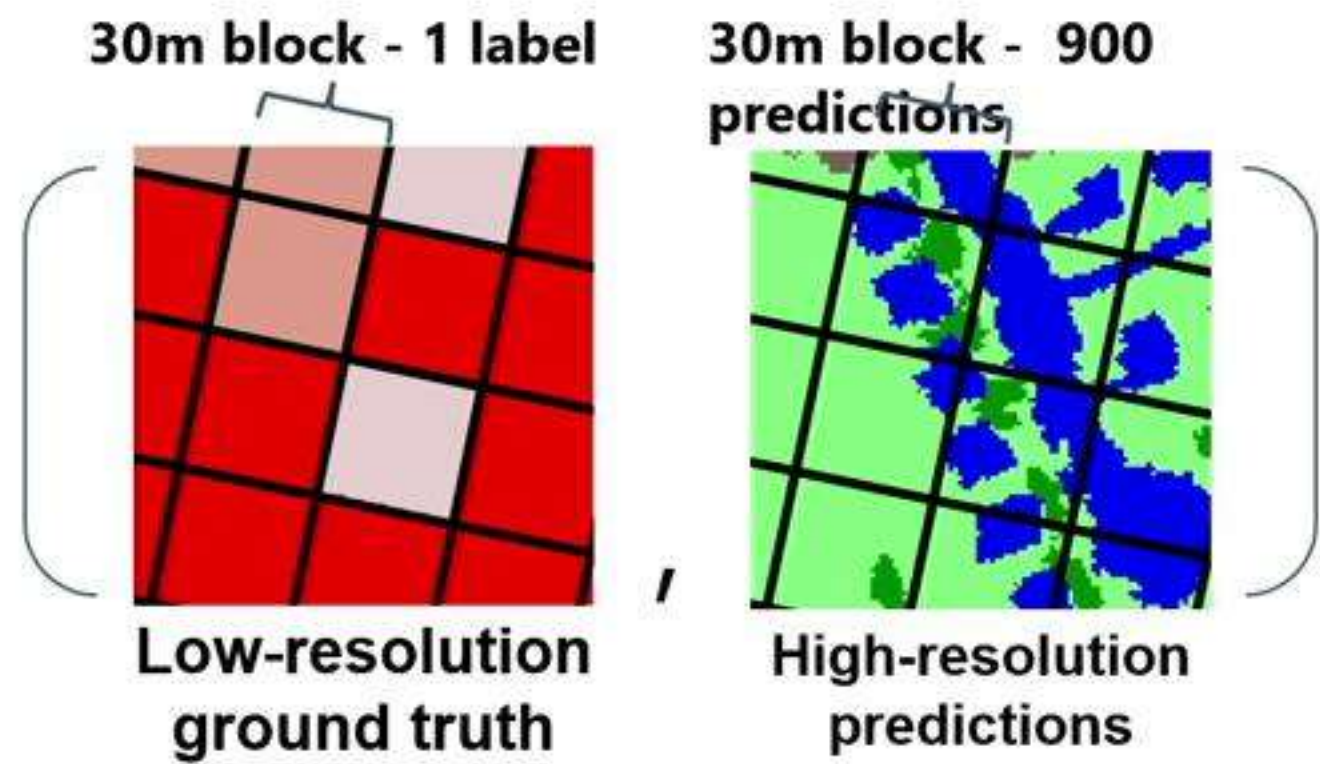 30m block - 1 label
30m block -  900
predictions
,
Low-resolution
ground truth
High-resolution
predictions